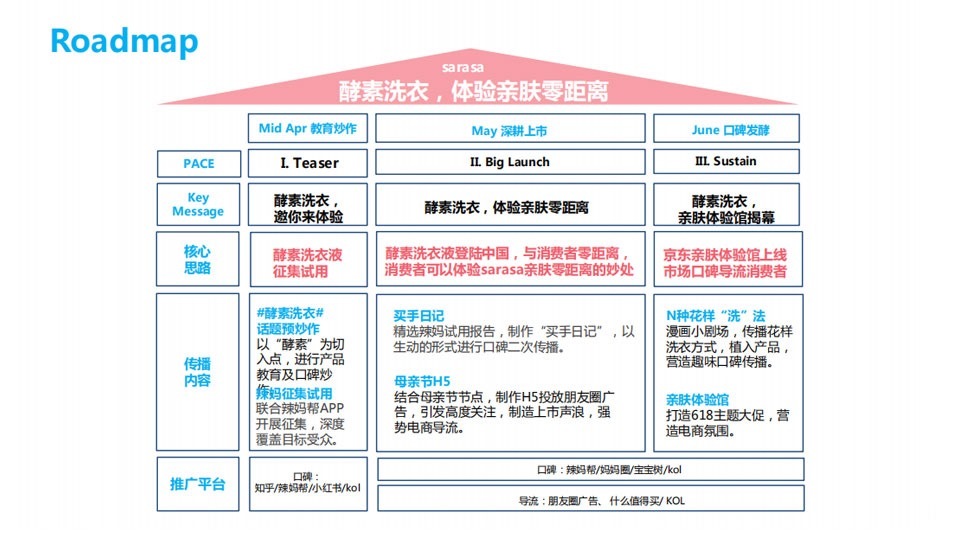 Roadmap
sarasa
酵素洗衣，体验亲肤零距离
Mid Apr 教育炒作
May 深耕上市
June 口碑发酵
PACE
I. Teaser
II. Big Launch
III. Sustain
Key
Message
酵素洗衣，
邀你来体验
酵素洗衣，体验亲肤零距离
酵素洗衣，
亲肤体验馆揭幕
核心
思路
酵素洗衣液
征集试用
酵素洗衣液登陆中国，与消费者零距离，
消费者可以体验sarasa亲肤零距离的妙处
京东亲肤体验馆上线
市场口碑导流消费者
传播
内容
#酵素洗衣#
话题预炒作
以“酵素”为切
入点，进行产品
教育及口碑炒
作。
辣妈征集试用
联合辣妈帮APP
开展征集，深度
覆盖目标受众。
买手日记
精选辣妈试用报告，制作“买手日记”，以
生动的形式进行口碑二次传播。
母亲节H5
结合母亲节节点，制作H5投放朋友圈广
告，引发高度关注，制造上市声浪，强
势电商导流。
N种花样“洗”法
漫画小剧场，传播花样
洗衣方式，植入产品，
营造趣味口碑传播。
亲肤体验馆
打造618主题大促，营
造电商氛围。
推广平台
口碑：
知乎/辣妈帮/小红书/kol
口碑：辣妈帮/妈妈圈/宝宝树/kol
导流：朋友圈广告、什么值得买/ KOL